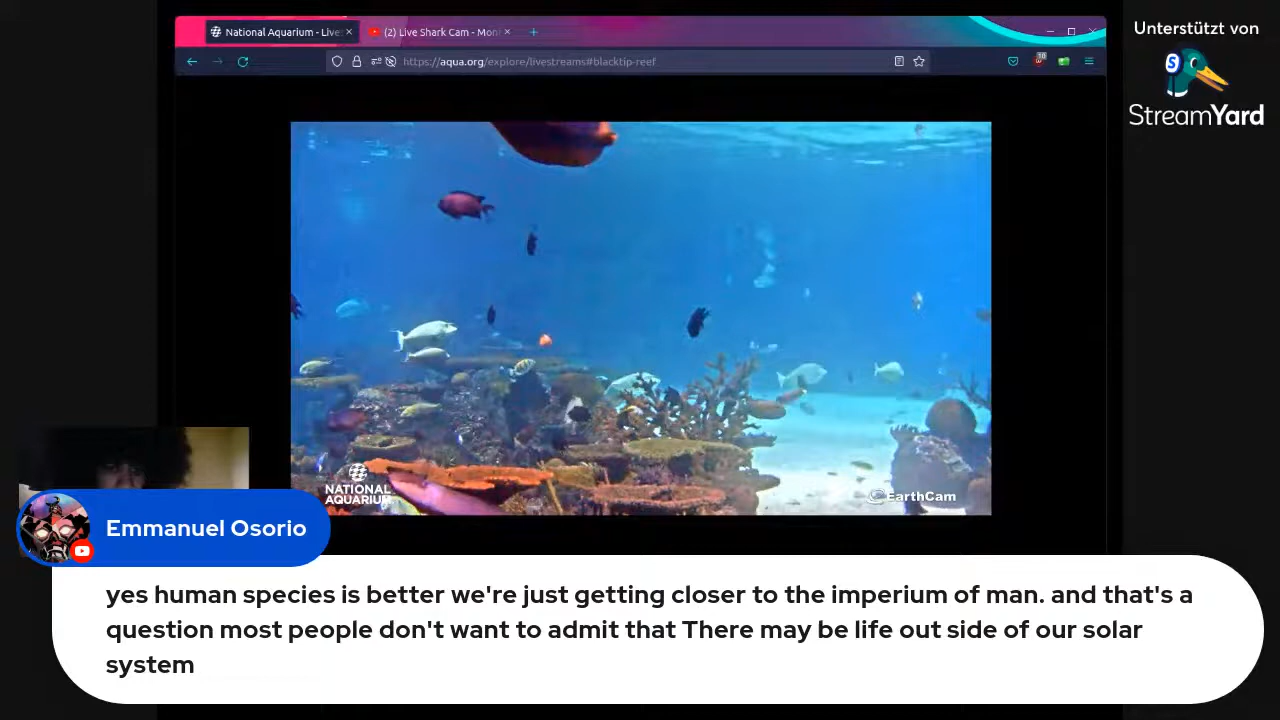 National Aquarium - Live
(2) Live Shark Cam - Mon
https://aqua.org/explore/livestreams#blacktip-reef
Unterstützt von
StreamYard
NATIONAL
AQUARIUM
EarthCam
Emmanuel Osorio
yes human species is better we're just getting closer to the imperium of man. and that's a
question most people don't want to admit that There may be life out side of our solar
system